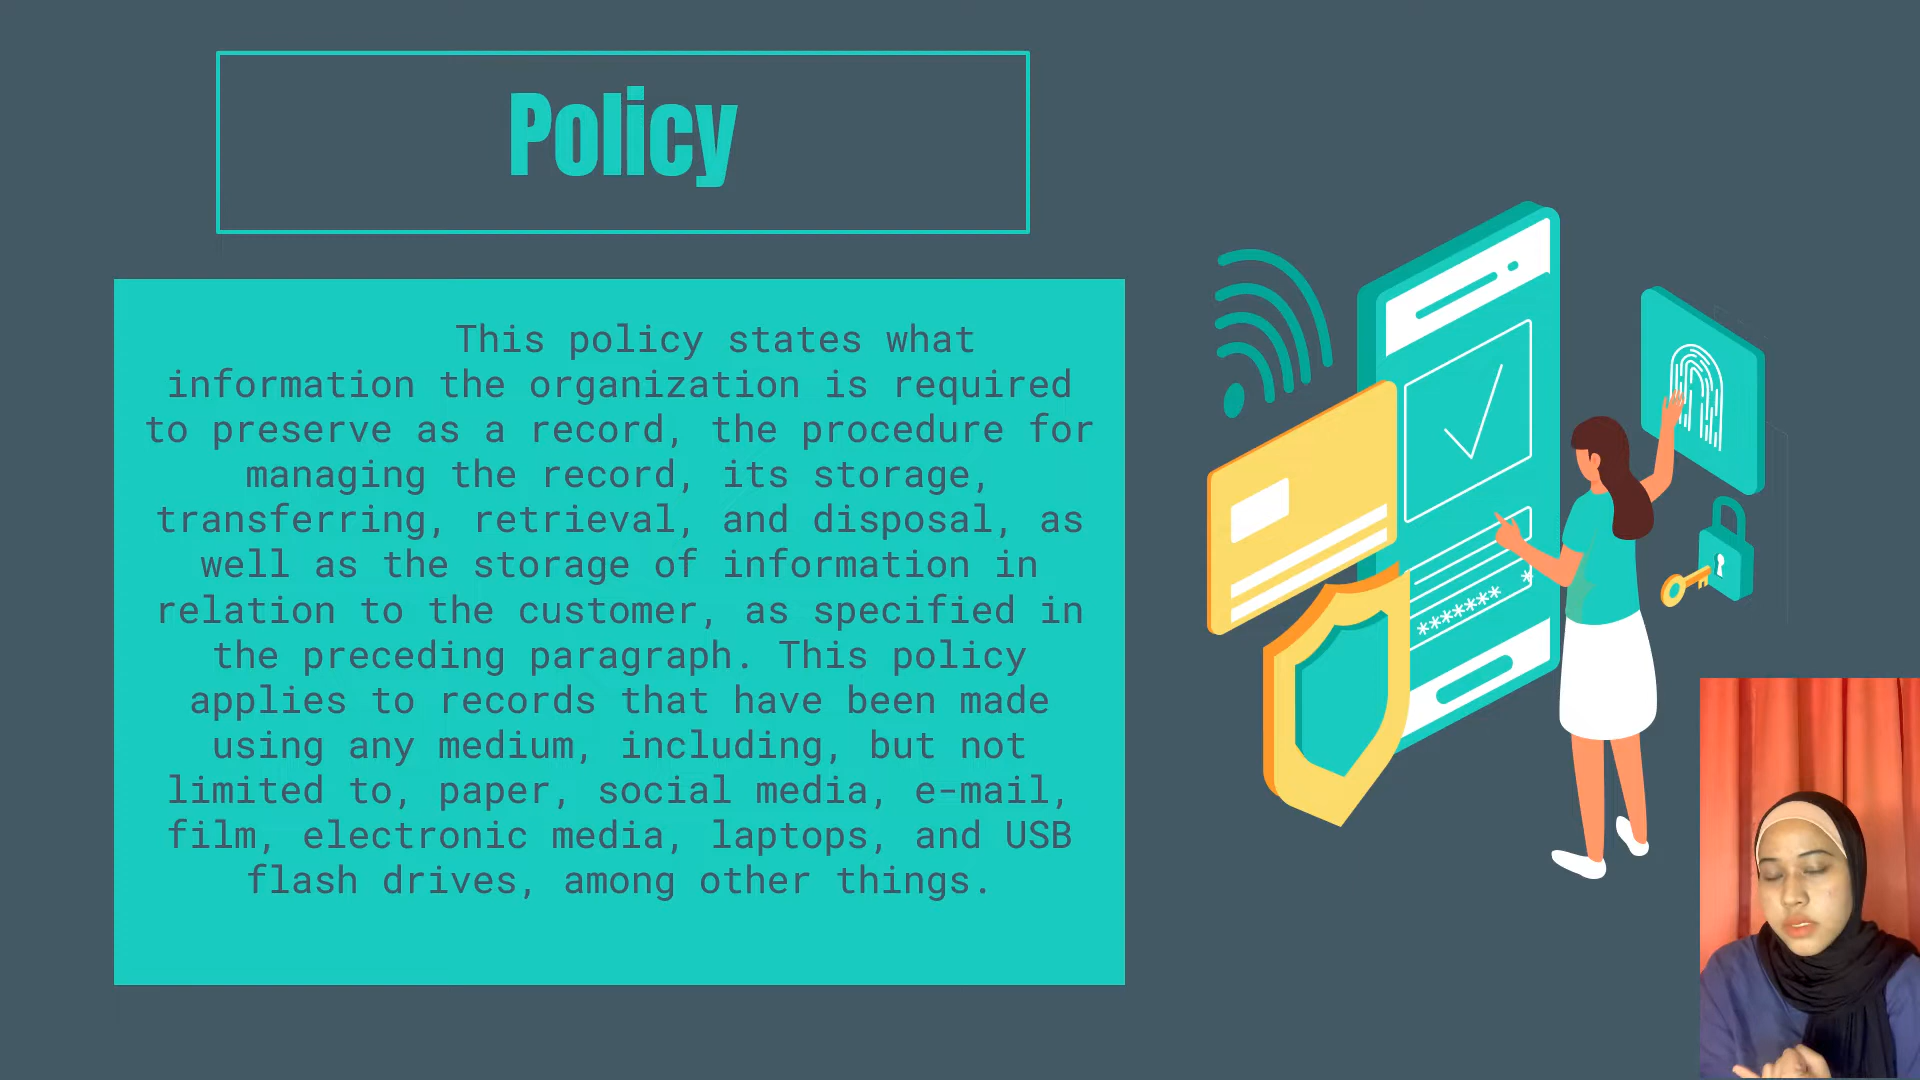 Policy
This policy states what
information the organization is required
to preserve as a record, the procedure for
managing the record, its storage,
transferring, retrieval, and disposal, as
well as the storage of information in
relation to the customer, as specified in
the preceding paragraph. This policy
applies to records that have been made
using any medium, including, but not
limited to, paper, social media, e-mail,
film, electronic media, laptops, and USB
flash drives, among other things.